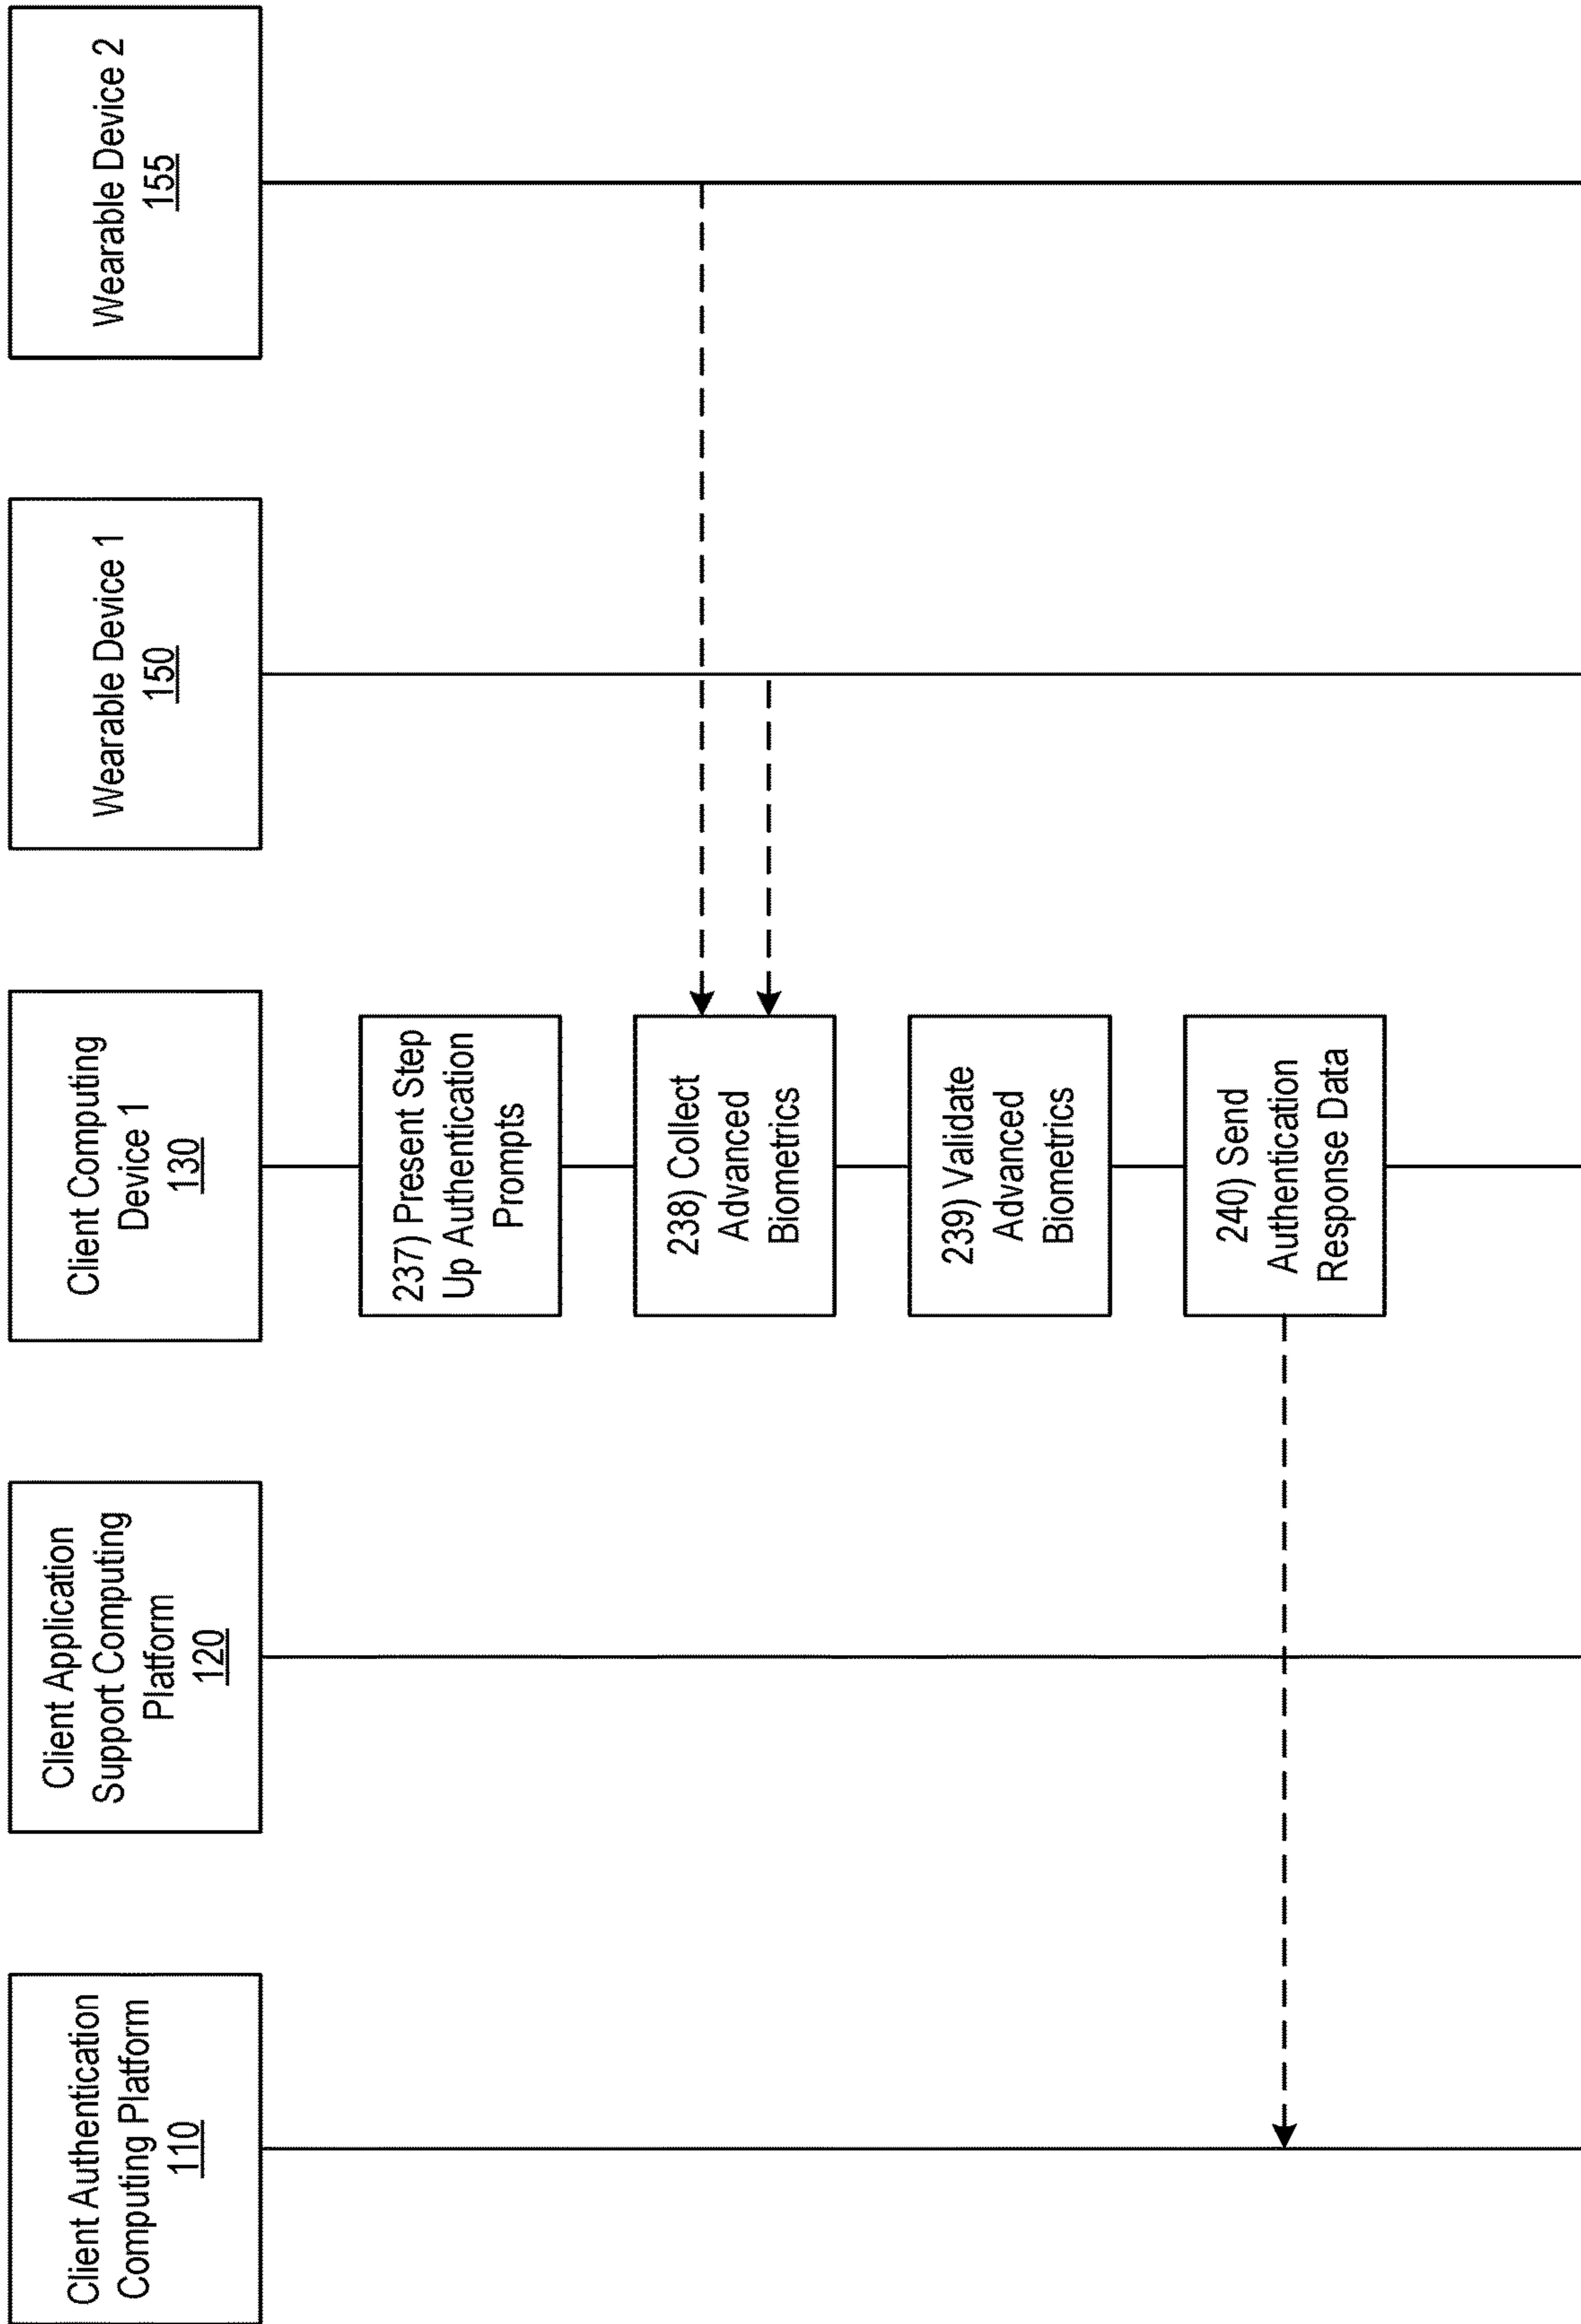 Client Authentication
Computing Platform
110
Client Application
Support Computing
Platform
120
Client Computing
Device 1
130
Wearable Device 1
150
Wearable Device 2
155
237) Present Step
Up Authentication
Prompts
238) Collect
Advanced
Biometrics
239) Validate
Advanced
Biometrics
240) Send
Authentication
Response Data